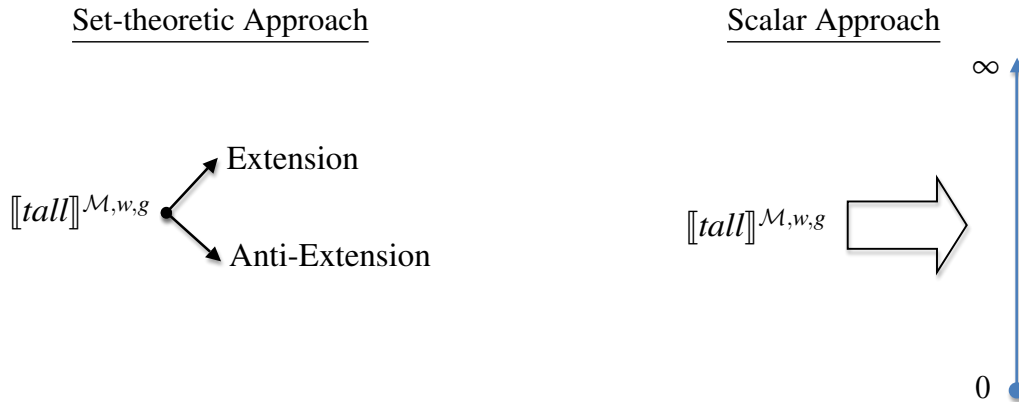 Set-theoretic Approach
Scalar Approach
∞
Extension
⟦tall⟧^{ℳ,w,g}
Anti-Extension
⟦tall⟧^{ℳ,w,g}
0